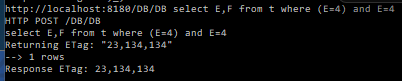 http://localhost:8180/DB/DB select E,F from t where (E=4) and E=4
HTTP POST /DB/DB
select E,F from t where (E=4) and E=4
Returning ETag: "23,134,134"
--> 1 rows
Response ETag: 23,134,134